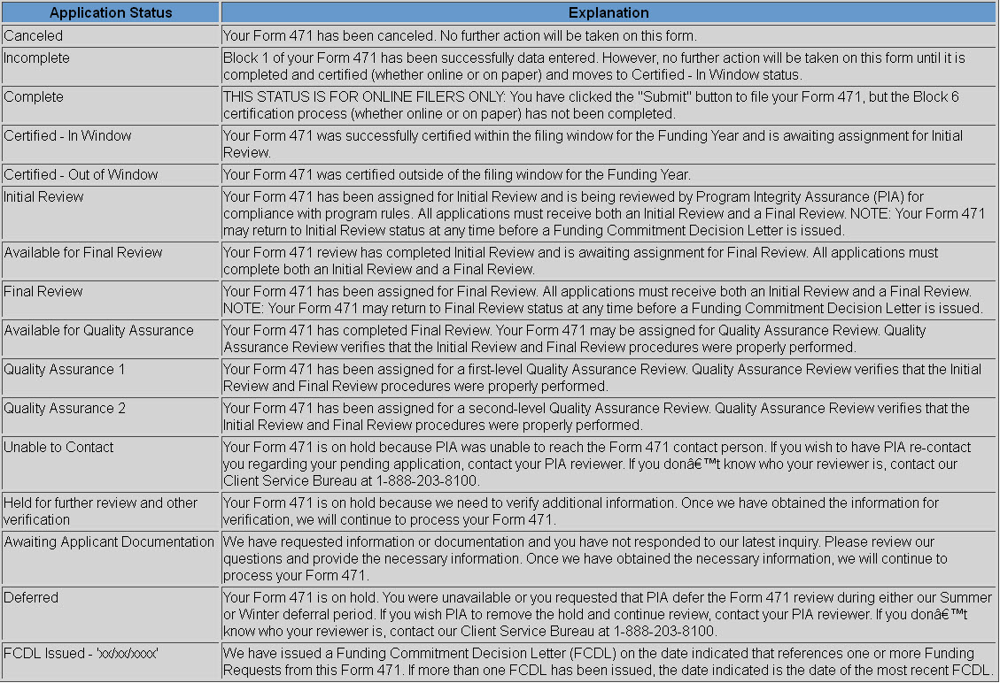 Application Status Explanation
Canceled Your Form 471 has been canceled. No further action will be taken on this form.
Incomplete Block 1 of your Form 471 has been successfully data entered. However, no further action will be taken on this form until it is
completed and certified (whether online or on paper) and moves to Certified - In Window status.
Complete THIS STATUS IS FOR ONLINE FILERS ONLY: You have clicked the "Submit" button to file your Form 471, but the Block 6
certification process (whether online or on paper) has not been completed.
Certified - In Window Your Form 471 was successfully certified within the filing window for the Funding Year and is awaiting assignment for Initial
Review.
Certified - Out of Window Your Form 471 was certified outside of the filing window for the Funding Year.
Initial Review Your Form 471 has been assigned for Initial Review and is being reviewed by Program Integrity Assurance (PIA) for
compliance with program rules. All applications must receive both an Initial Review and a Final Review. NOTE: Your Form 471
may return to Initial Review status at any time before a Funding Commitment Decision Letter is issued.
Available for Final Review Your Form 471 review has completed Initial Review and is awaiting assignment for Final Review. All applications must
complete both an Initial Review and a Final Review.
Final Review Your Form 471 has been assigned for Final Review. All applications must receive both an Initial Review and a Final Review.
NOTE: Your Form 471 may return to Final Review status at any time before a Funding Commitment Decision Letter is issued.
Available for Quality Assurance Your Form 471 has completed Final Review. Your Form 471 may be assigned for Quality Assurance Review. Quality
Assurance Review verifies that the Initial Review and Final Review procedures were properly performed.
Quality Assurance 1 Your Form 471 has been assigned for a first-level Quality Assurance Review. Quality Assurance Review verifies that the Initial
Review and Final Review procedures were properly performed.
Quality Assurance 2 Your Form 471 has been assigned for a second-level Quality Assurance Review. Quality Assurance Review verifies that the
Initial Review and Final Review procedures were properly performed.
Unable to Contact Your Form 471 is on hold because PIA was unable to reach the Form 471 contact person. If you wish to have PIA re-contact
you regarding your pending application, contact your PIA reviewer. If you donâ€™t know who your reviewer is, contact our
Client Service Bureau at 1-888-203-8100.
Held for further review and other Your Form 471 is on hold because we need to verify additional information. Once we have obtained the information for
verification verification, we will continue to process your Form 471.
Awaiting Applicant Documentation We have requested information or documentation and you have not responded to our latest inquiry. Please review our
questions and provide the necessary information. Once we have obtained the necessary information, we will continue to
process your Form 471.
Deferred Your Form 471 is on hold. You were unavailable or you requested that PIA defer the Form 471 review during either our Summer
or Winter deferral period. If you wish PIA to remove the hold and continue review, contact your PIA reviewer. If you donâ€™t
know who your reviewer is, contact our Client Service Bureau at 1-888-203-8100.
FCDL Issued - 'xx/xx/xxxx' We have issued a Funding Commitment Decision Letter (FCDL) on the date indicated that references one or more Funding
Requests from this Form 471. If more than one FCDL has been issued, the date indicated is the date of the most recent FCDL.